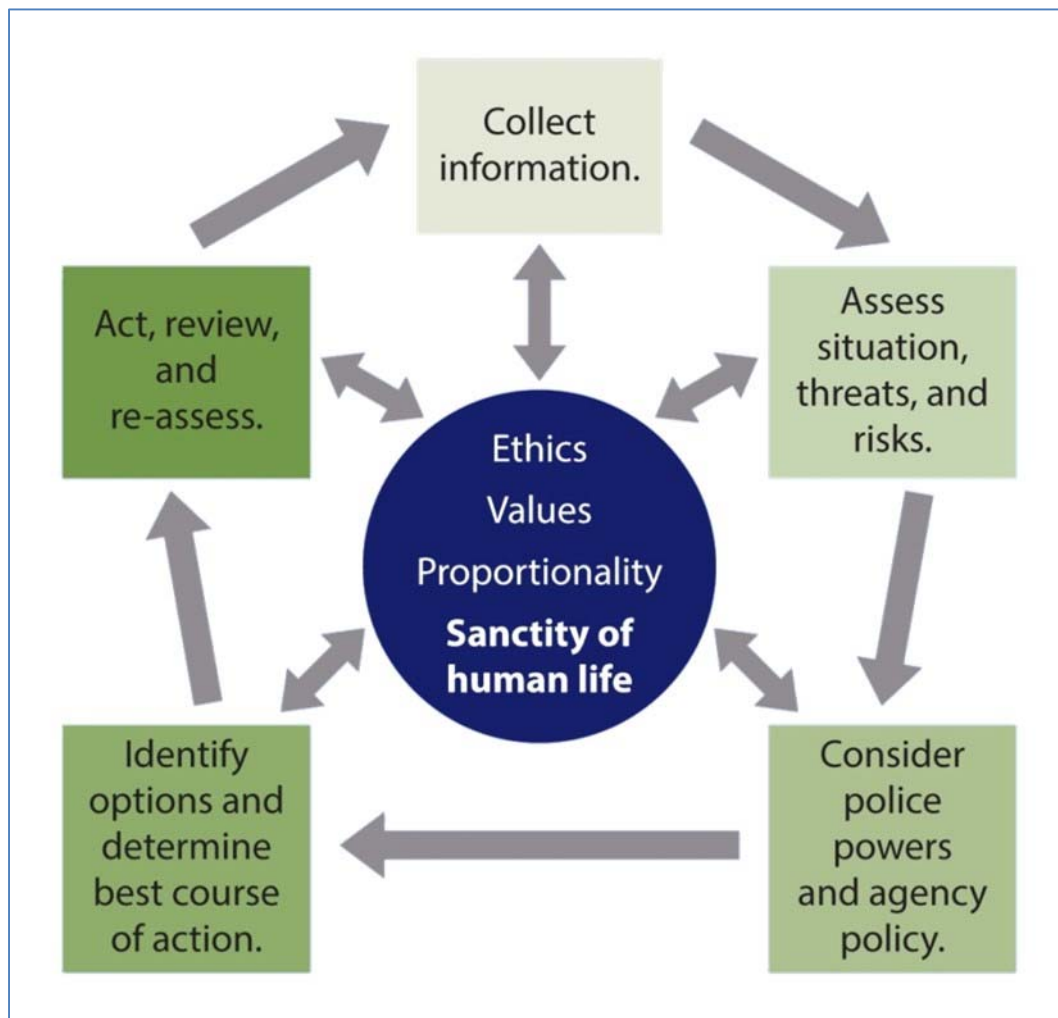 Collect
information.
Assess
situation,
threats, and
risks.
Consider
police
powers
and agency
policy.
Identify
options and
determine
best course
of action.
Act, review,
and
re-assess.
Ethics
Values
Proportionality
Sanctity of
human life